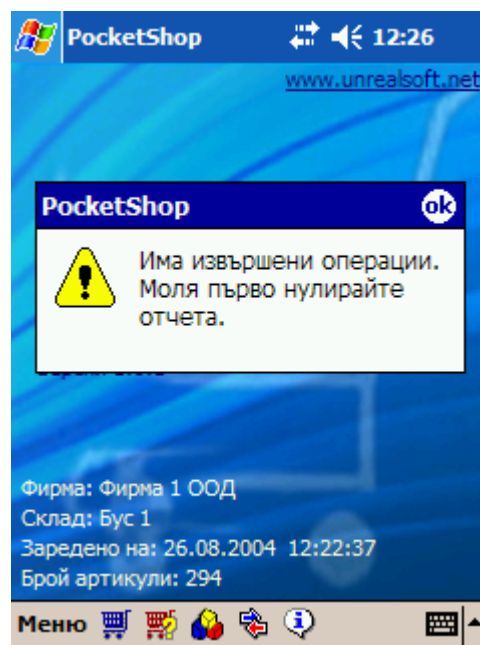 PocketShop 12:26
www.unrealsoft.net
PocketShop ok
Има извършени операции.
Моля първо нулирайте
отчета.
Фирма: Фирма 1 ООД
Склад: Бус 1
Заредено на: 26.08.2004 12:22:37
Брой артикули: 294
Меню